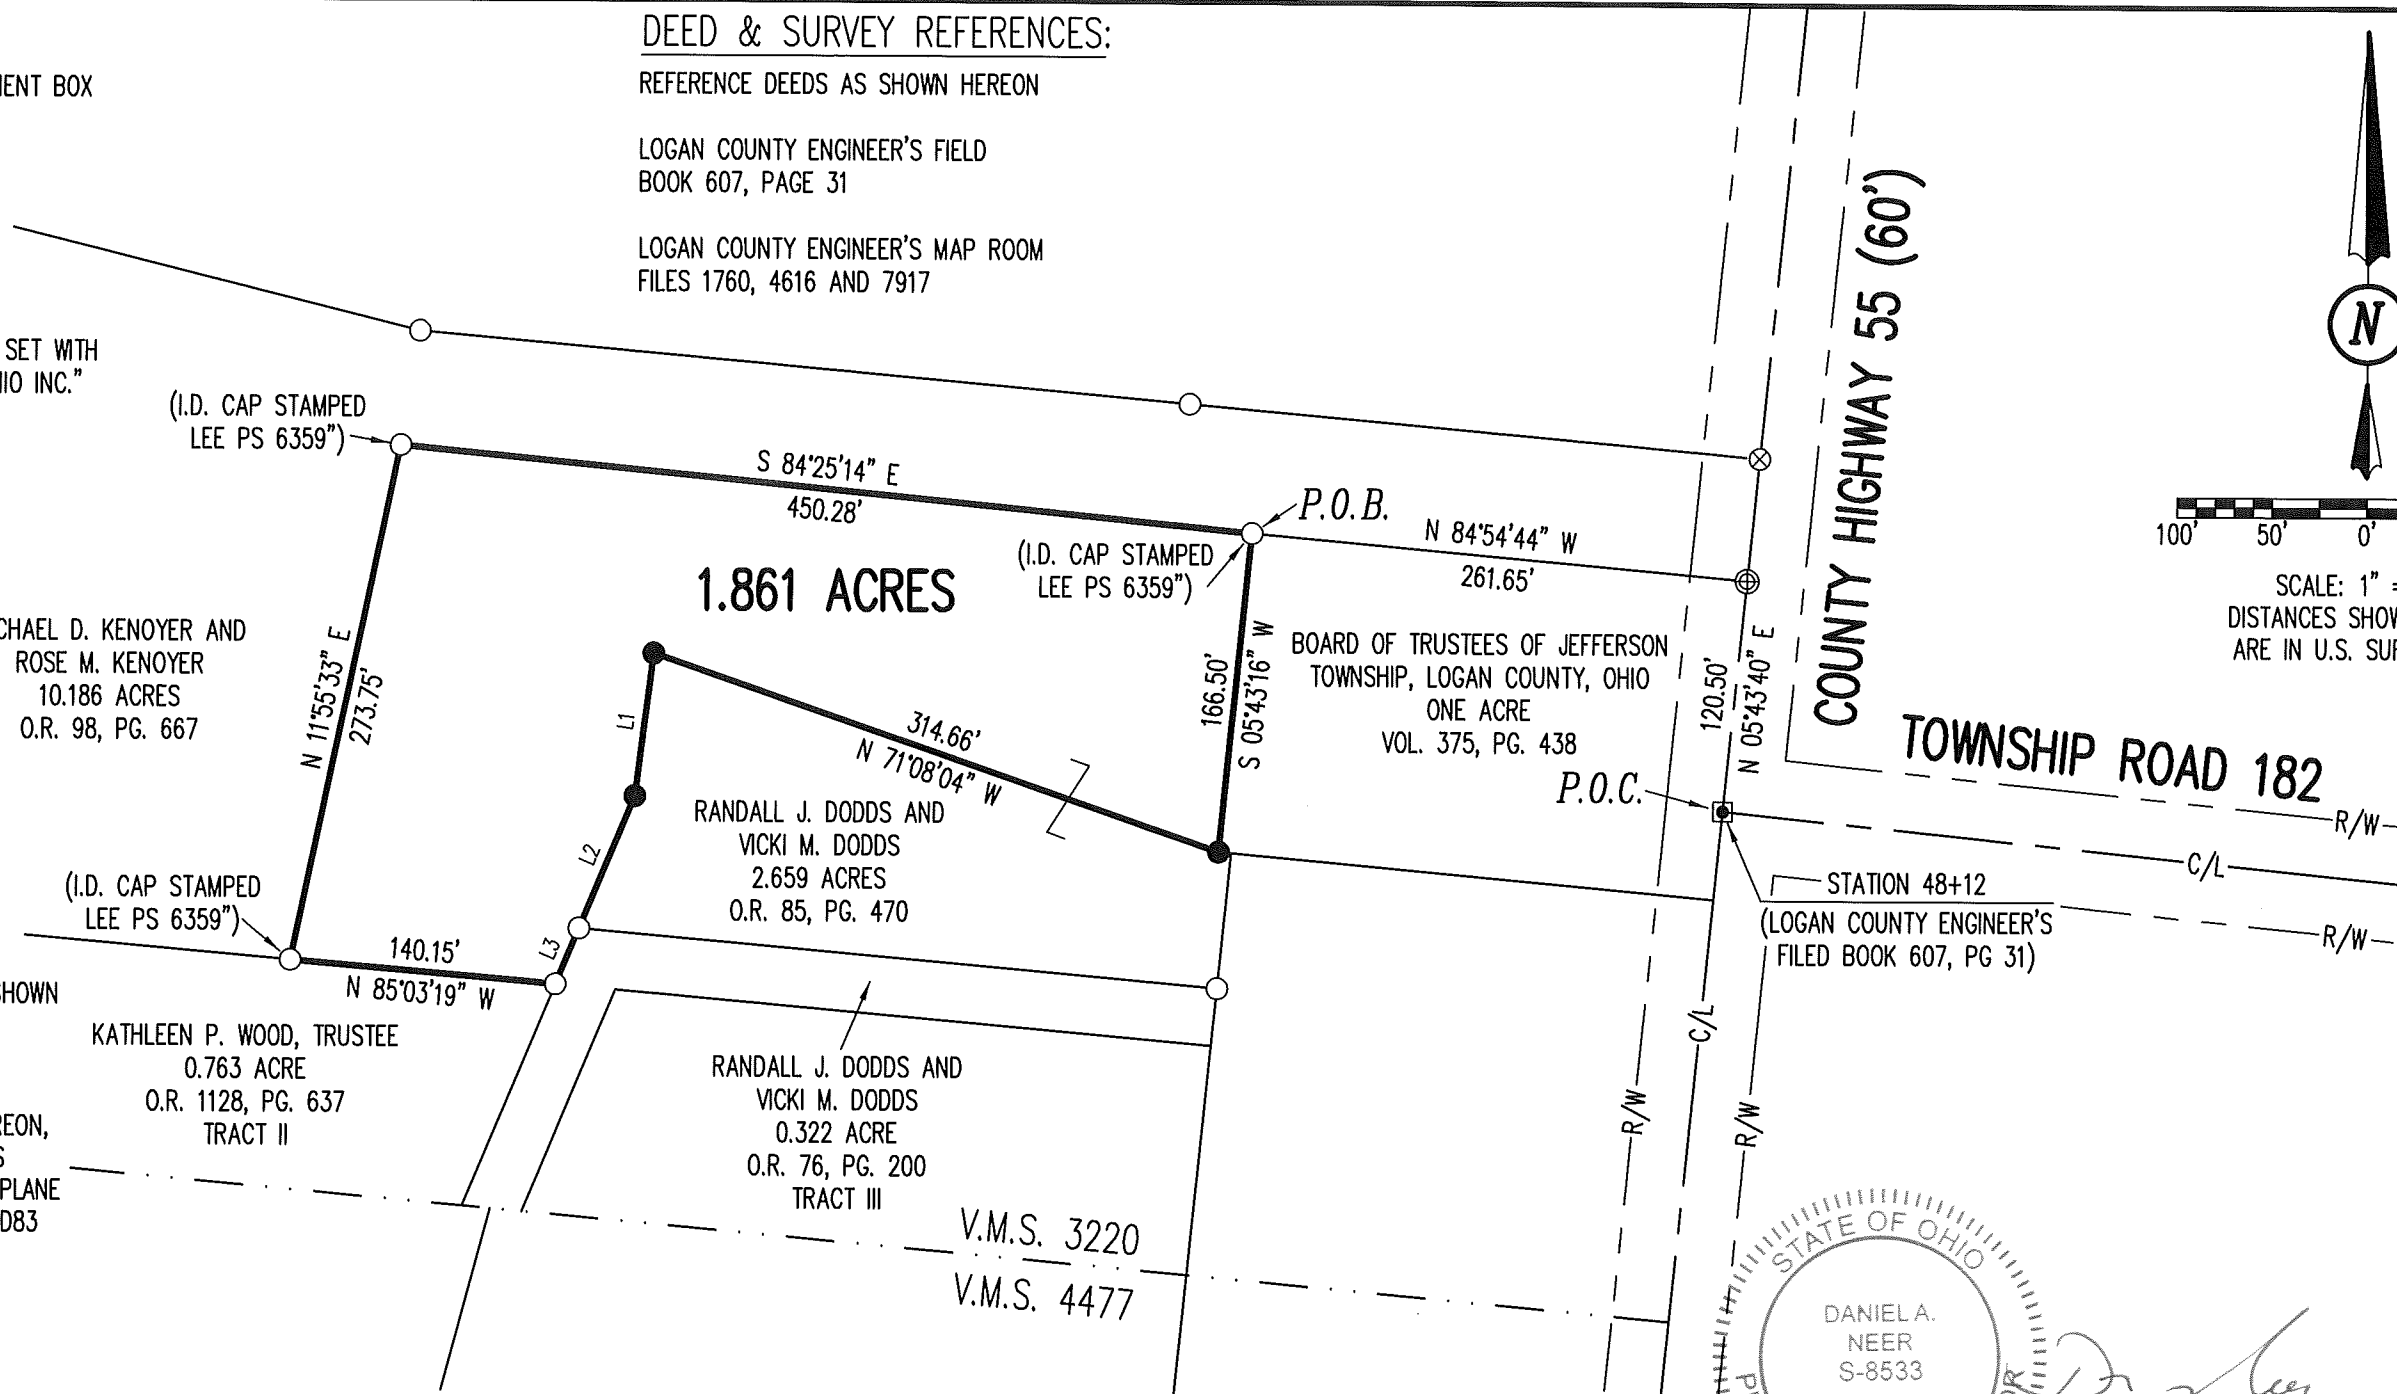 DEED & SURVEY REFERENCES:
REFERENCE DEEDS AS SHOWN HEREON
LOGAN COUNTY ENGINEER'S FIELD
BOOK 607, PAGE 31
LOGAN COUNTY ENGINEER'S MAP ROOM
FILES 1760, 4616 AND 7917
BOX
SET WITH
INC."
(I.D. CAP STAMPED
LEE PS 6359")
S 84°25'14" E
450.28'
P.O.B.
(I.D. CAP STAMPED
LEE PS 6359")
N 84°54'44" W
261.65'
COUNTY HIGHWAY 55 (60')
N
100' 50' 0'
SCALE: 1" =
DISTANCES SHOW
ARE IN U.S. SU
1.861 ACRES
CHAEL D. KENOYER AND
ROSE M. KENOYER
10.186 ACRES
O.R. 98, PG. 667
N 11°55'33" E
273.75'
L1
L2
L3
314.66'
N 71°08'04" W
166.50'
S 05°43'16" W
BOARD OF TRUSTEES OF JEFFERSON
TOWNSHIP, LOGAN COUNTY, OHIO
ONE ACRE
VOL. 375, PG. 438
120.50'
N 05°43'40" E
P.O.C.
TOWNSHIP ROAD 182
R/W
C/L
R/W
RANDALL J. DODDS AND
VICKI M. DODDS
2.659 ACRES
O.R. 85, PG. 470
STATION 48+12
(LOGAN COUNTY ENGINEER'S
FILED BOOK 607, PG 31)
(I.D. CAP STAMPED
LEE PS 6359")
140.15'
N 85°03'19" W
SHOWN
KATHLEEN P. WOOD, TRUSTEE
0.763 ACRE
O.R. 1128, PG. 637
TRACT II
REON,
S
PLANE
D83
RANDALL J. DODDS AND
VICKI M. DODDS
0.322 ACRE
O.R. 76, PG. 200
TRACT III
R/W
C/L
R/W
V.M.S. 3220
V.M.S. 4477
STATE OF OHIO
DANIEL A.
NEER
S-8533